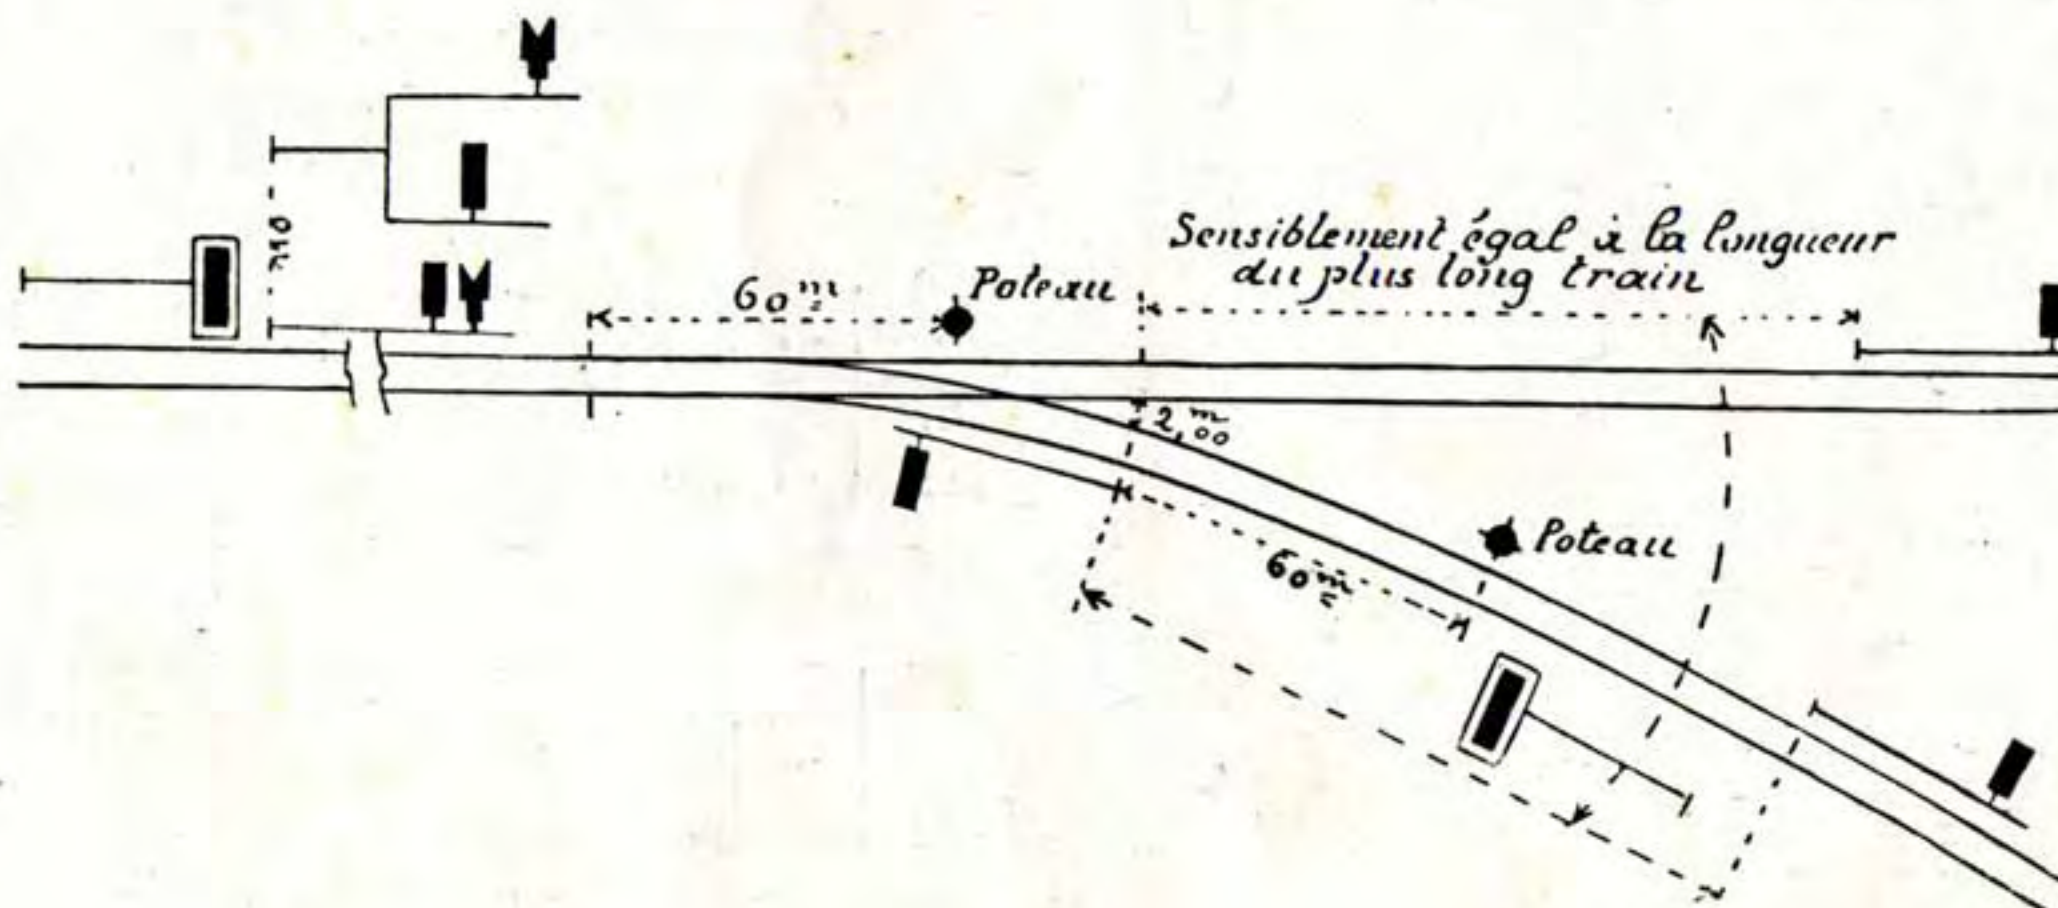 Sensiblement égal à la longueur
du plus long train
60m
Poteau
2,00m
Poteau
60m